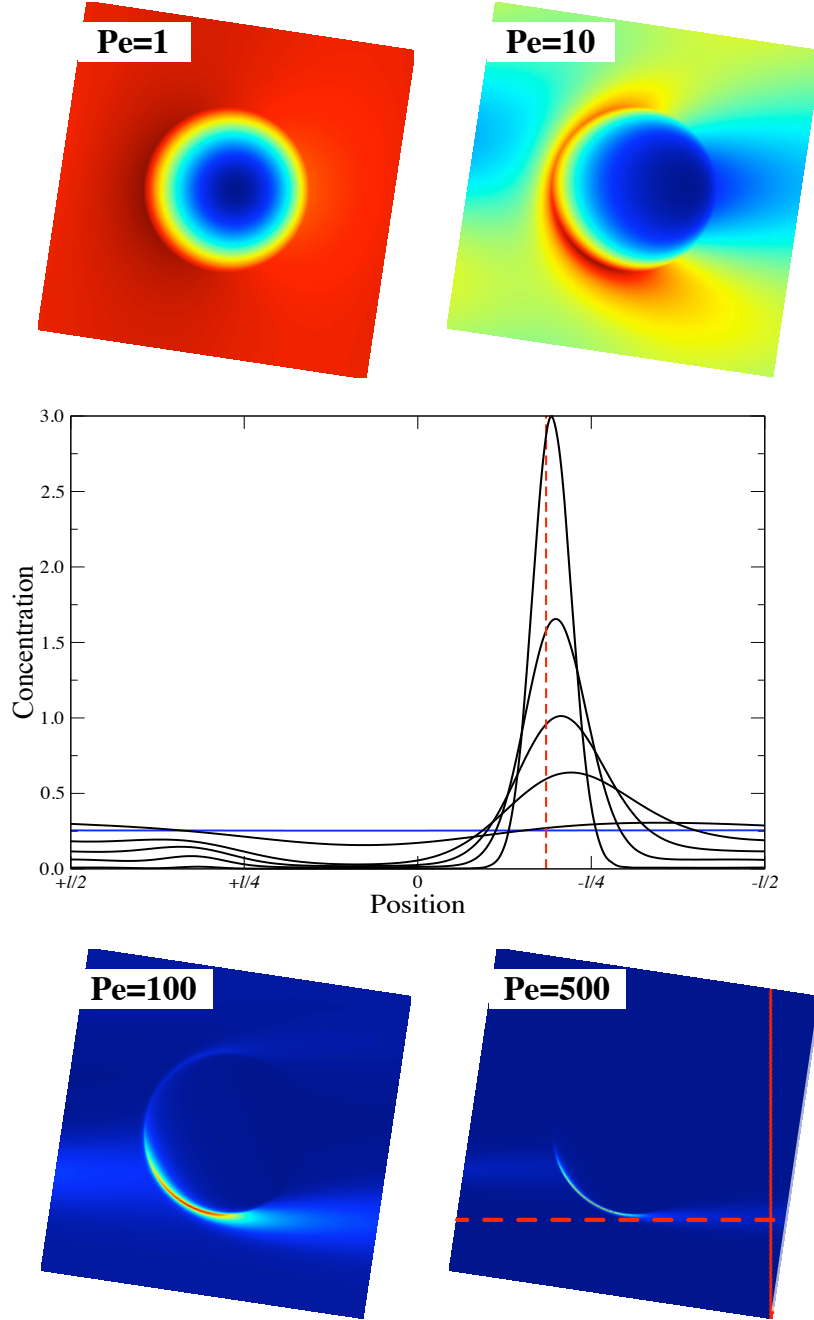 Pe=1
Pe=10
3.0
2.5
2.0
1.5
1.0
0.5
0.0
Concentration
+l/2
+l/4
0
-l/4
-l/2
Position
Pe=100
Pe=500